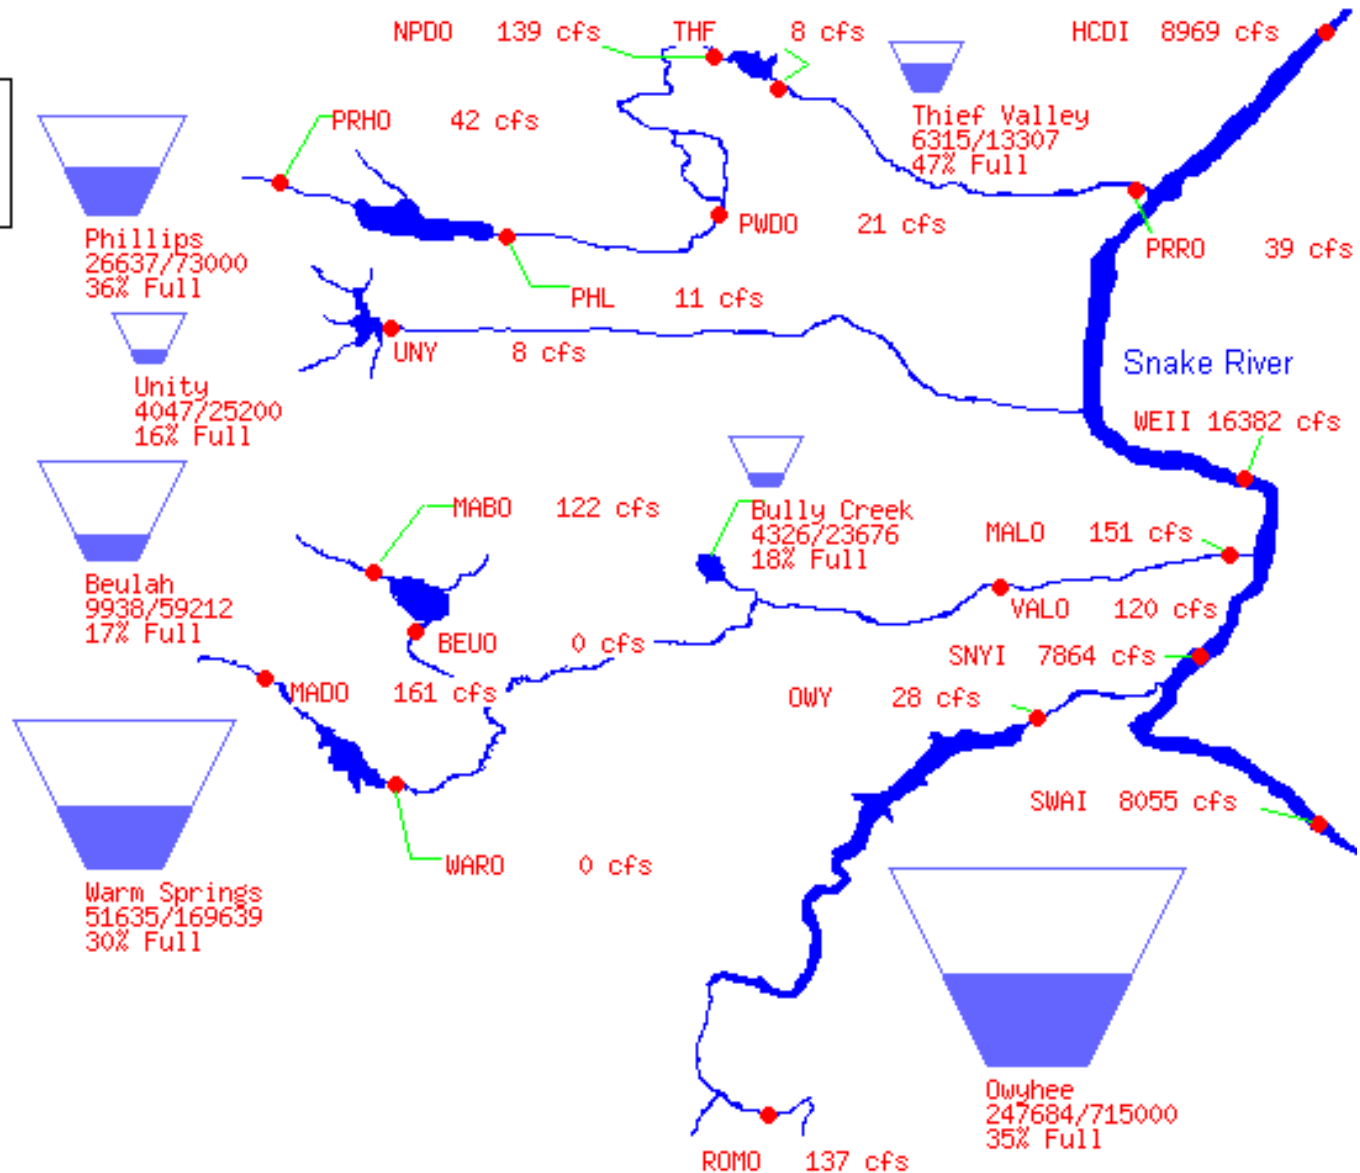 NPDO 139 cfs
THF 8 cfs
HCDI 8969 cfs
PRHO 42 cfs
Thief Valley
6315/13307
47% Full
Phillips
26637/73000
36% Full
PWDO 21 cfs
PRRO 39 cfs
PHL 11 cfs
UNY 8 cfs
Snake River
Unity
4047/25200
16% Full
WEII 16382 cfs
MABO 122 cfs
Bully Creek
4326/23676
18% Full
MALO 151 cfs
Beulah
9938/59212
17% Full
VALO 120 cfs
BEUO 0 cfs
SNYI 7864 cfs
MADO 161 cfs
OWY 28 cfs
SWAI 8055 cfs
WARO 0 cfs
Warm Springs
51635/169639
30% Full
Owyhee
247684/715000
35% Full
ROMO 137 cfs